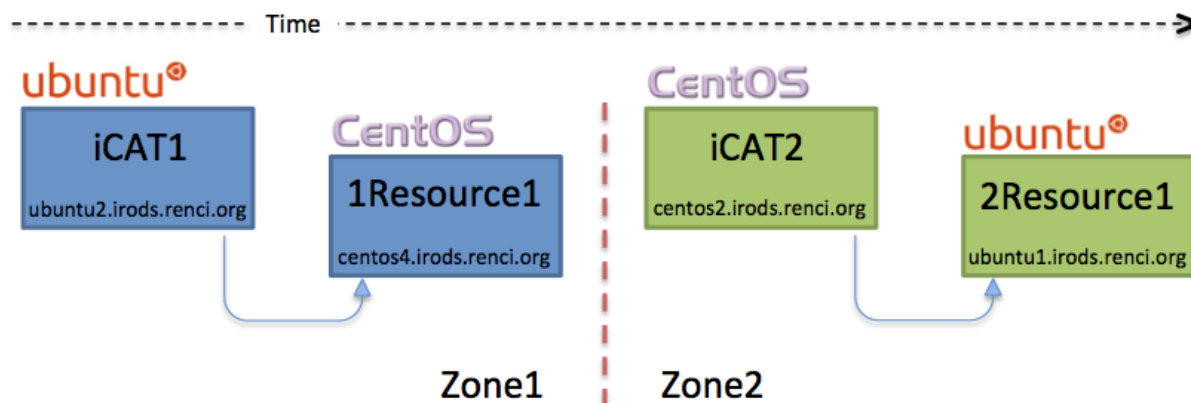 Time
ubuntu
iCAT1
ubuntu2.irods.renci.org
CentOS
1Resource1
centos4.irods.renci.org
CentOS
iCAT2
centos2.irods.renci.org
ubuntu
2Resource1
ubuntu1.irods.renci.org
Zone1
Zone2